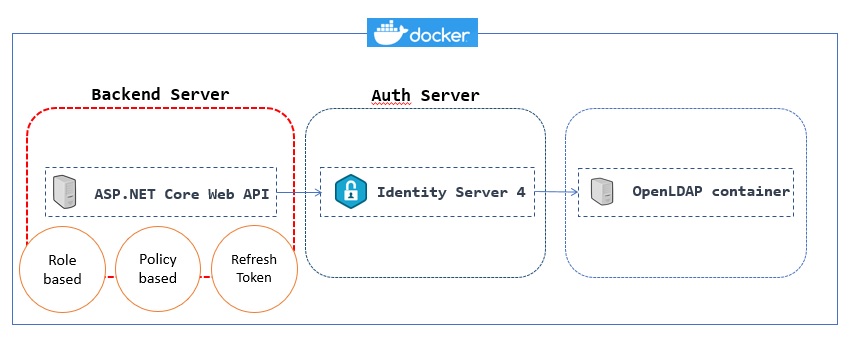 docker
Backend Server
Auth Server
ASP.NET Core Web API
Identity Server 4
OpenLDAP container
Role
based
Policy
based
Refresh
Token